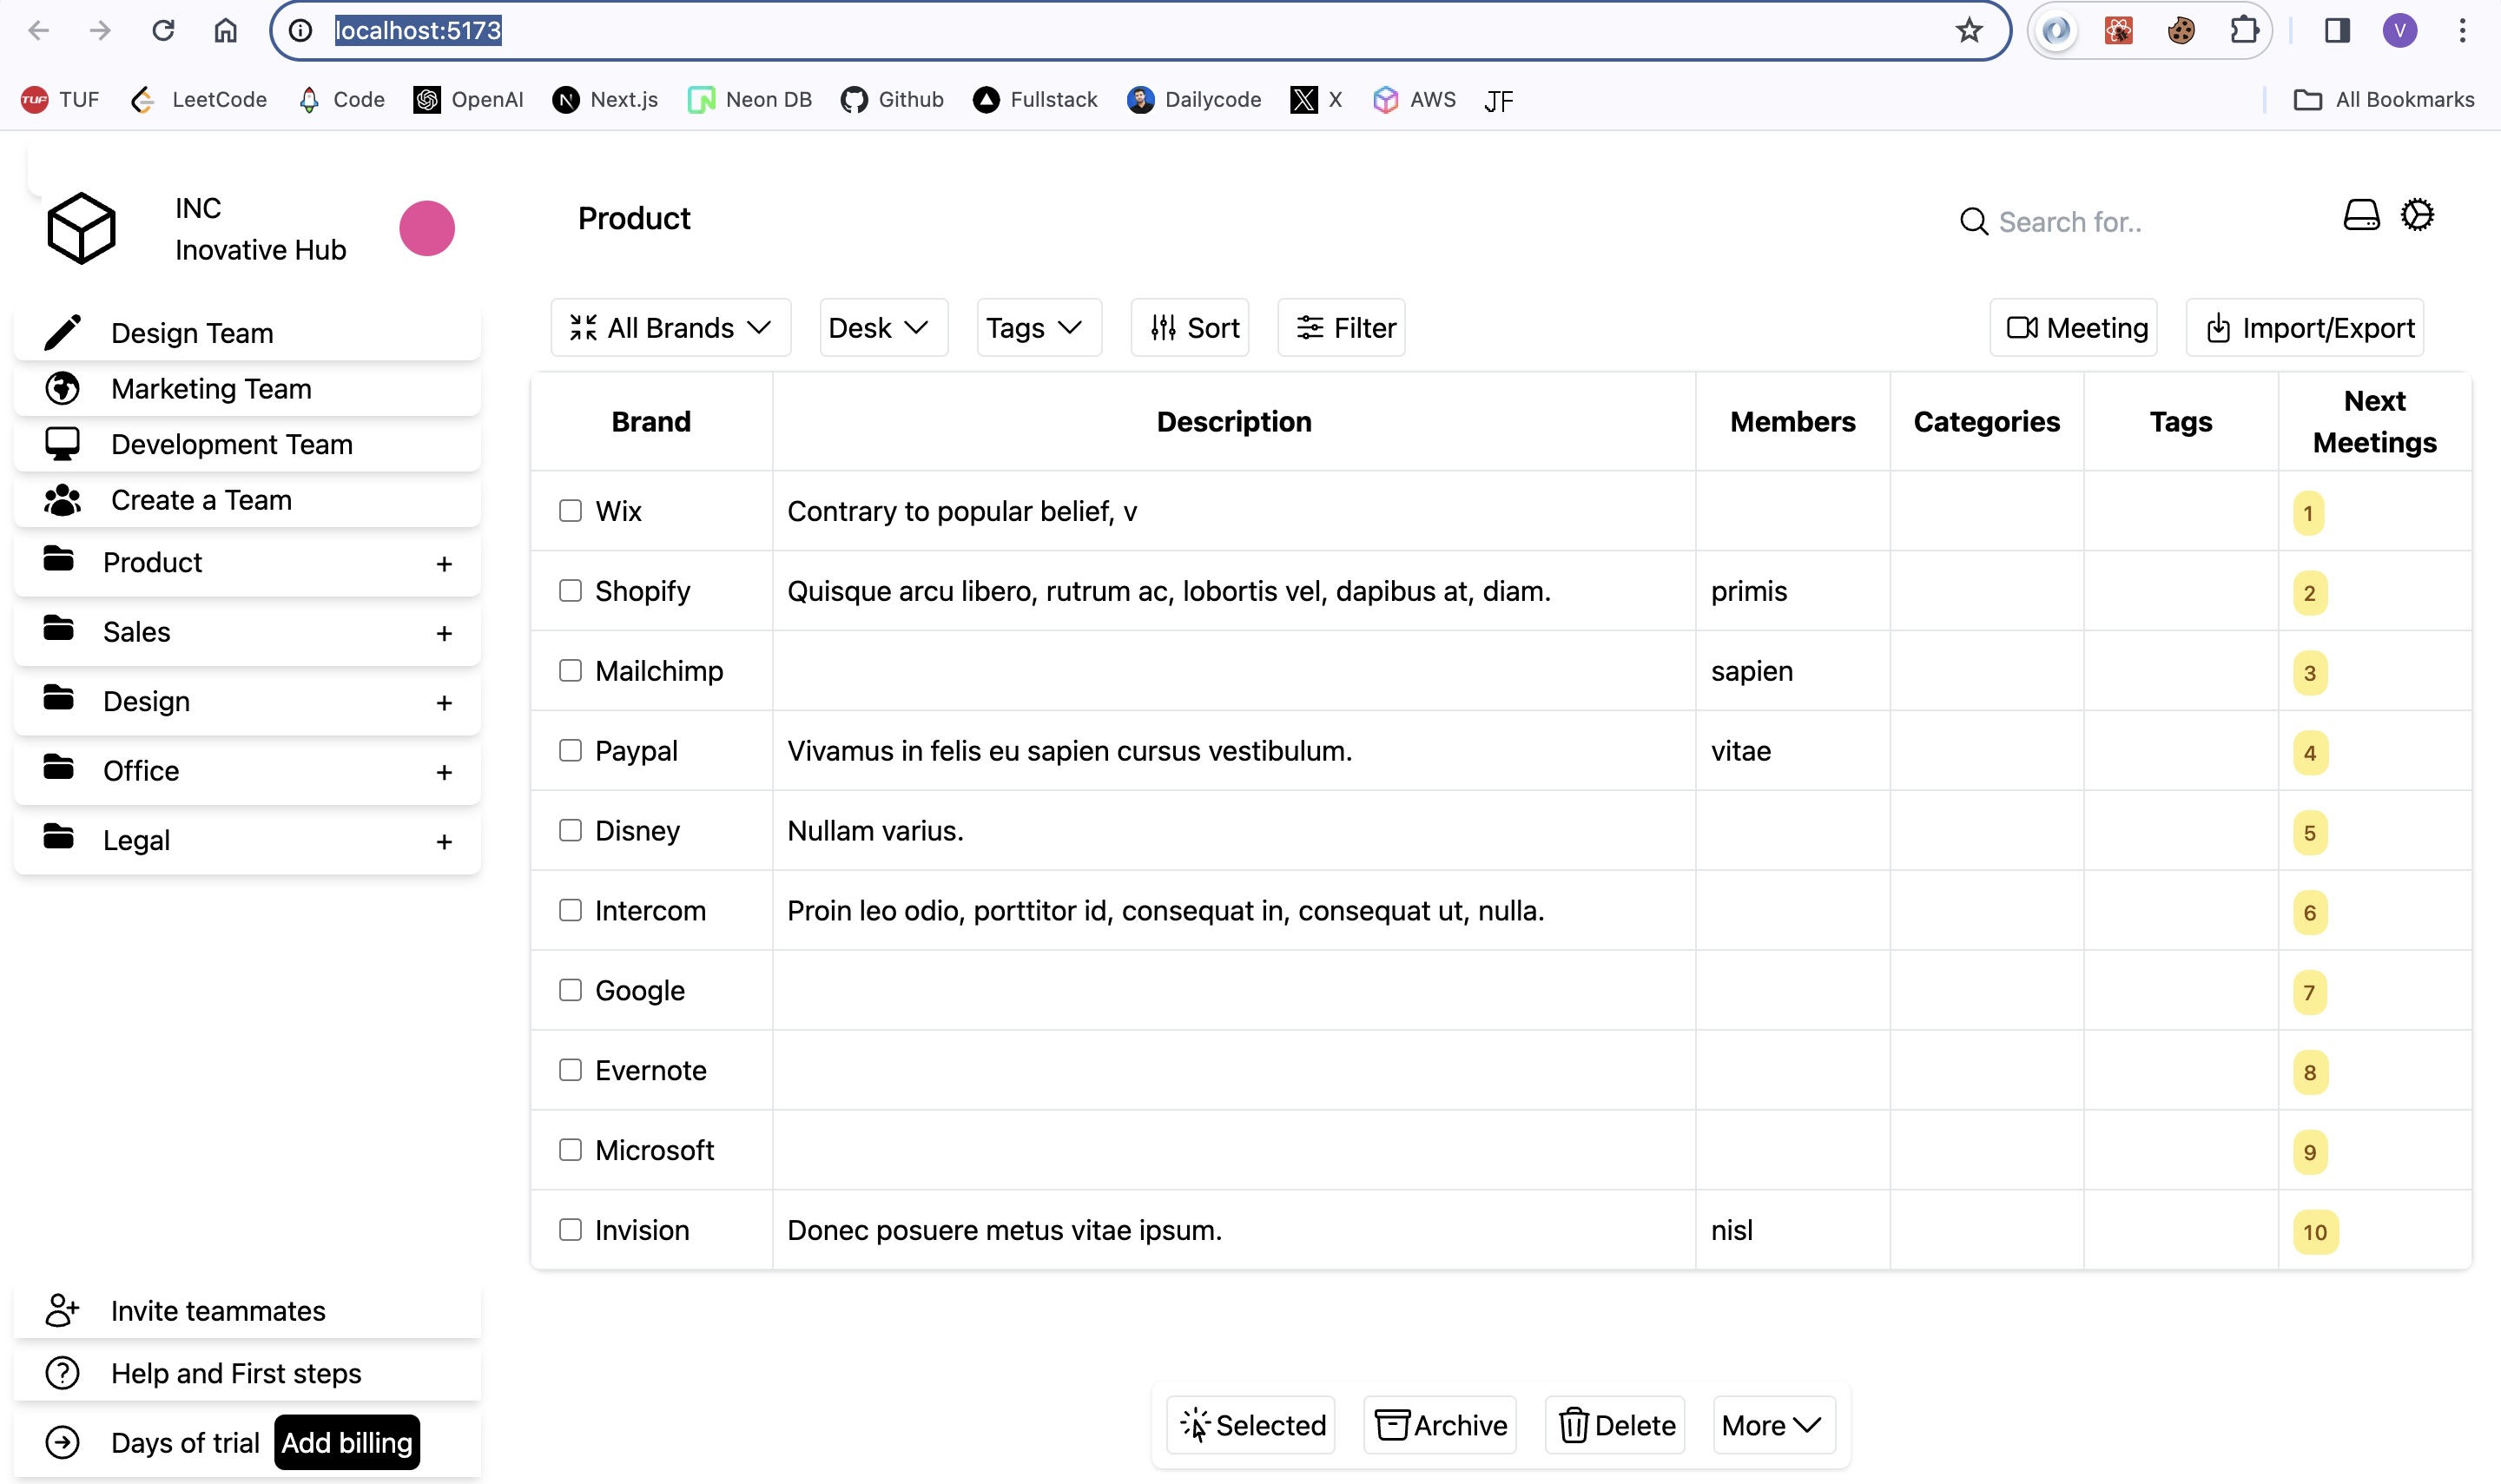 localhost:5173
V
TUF TUF LeetCode Code OpenAI N Next.js Neon DB Github Fullstack Dailycode X AWS JF All Bookmarks
INC
Inovative Hub
Product
Search for..
All Brands Desk Tags Sort Filter Meeting Import/Export
Design Team
Marketing Team
Development Team
Create a Team
Product +
Sales +
Design +
Office +
Legal +
Invite teammates
Help and First steps
Days of trial Add billing
Brand Description Members Categories Tags Next Meetings
Wix Contrary to popular belief, v 1
Shopify Quisque arcu libero, rutrum ac, lobortis vel, dapibus at, diam. primis 2
Mailchimp sapien 3
Paypal Vivamus in felis eu sapien cursus vestibulum. vitae 4
Disney Nullam varius. 5
Intercom Proin leo odio, porttitor id, consequat in, consequat ut, nulla. 6
Google 7
Evernote 8
Microsoft 9
Invision Donec posuere metus vitae ipsum. nisl 10
Selected Archive Delete More